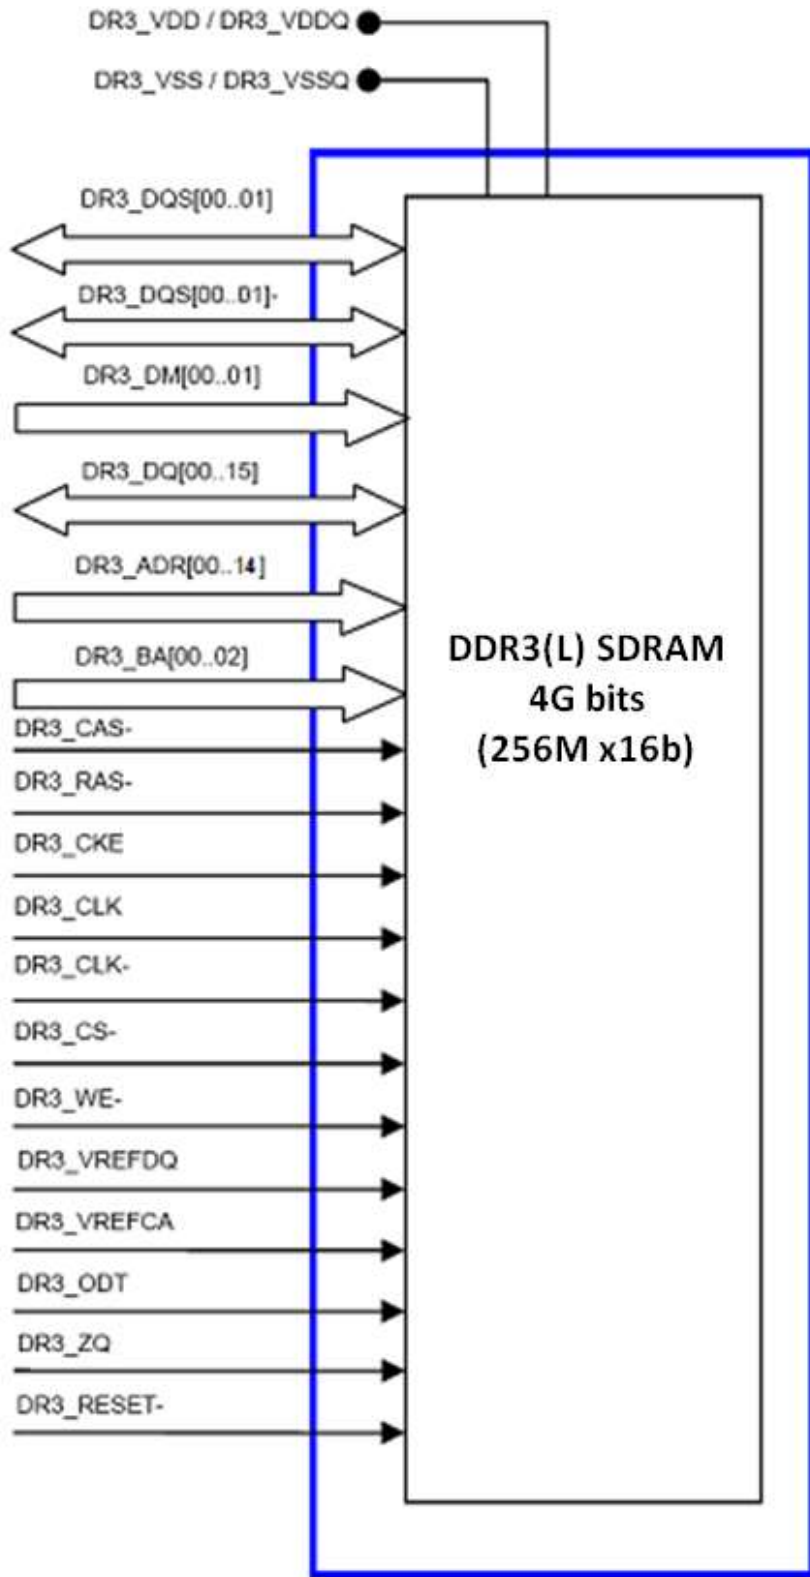 DR3_VDD / DR3_VDDQ
DR3_VSS / DR3_VSSQ
DR3_DQS[00..01]
DR3_DQS[00..01]-
DR3_DM[00..01]
DR3_DQ[00..15]
DR3_ADR[00..14]
DR3_BA[00..02]
DR3_CAS-
DR3_RAS-
DR3_CKE
DR3_CLK
DR3_CLK-
DR3_CS-
DR3_WE-
DR3_VREFDQ
DR3_VREFCA
DR3_ODT
DR3_ZQ
DR3_RESET-
DDR3(L) SDRAM
4G bits
(256M x16b)